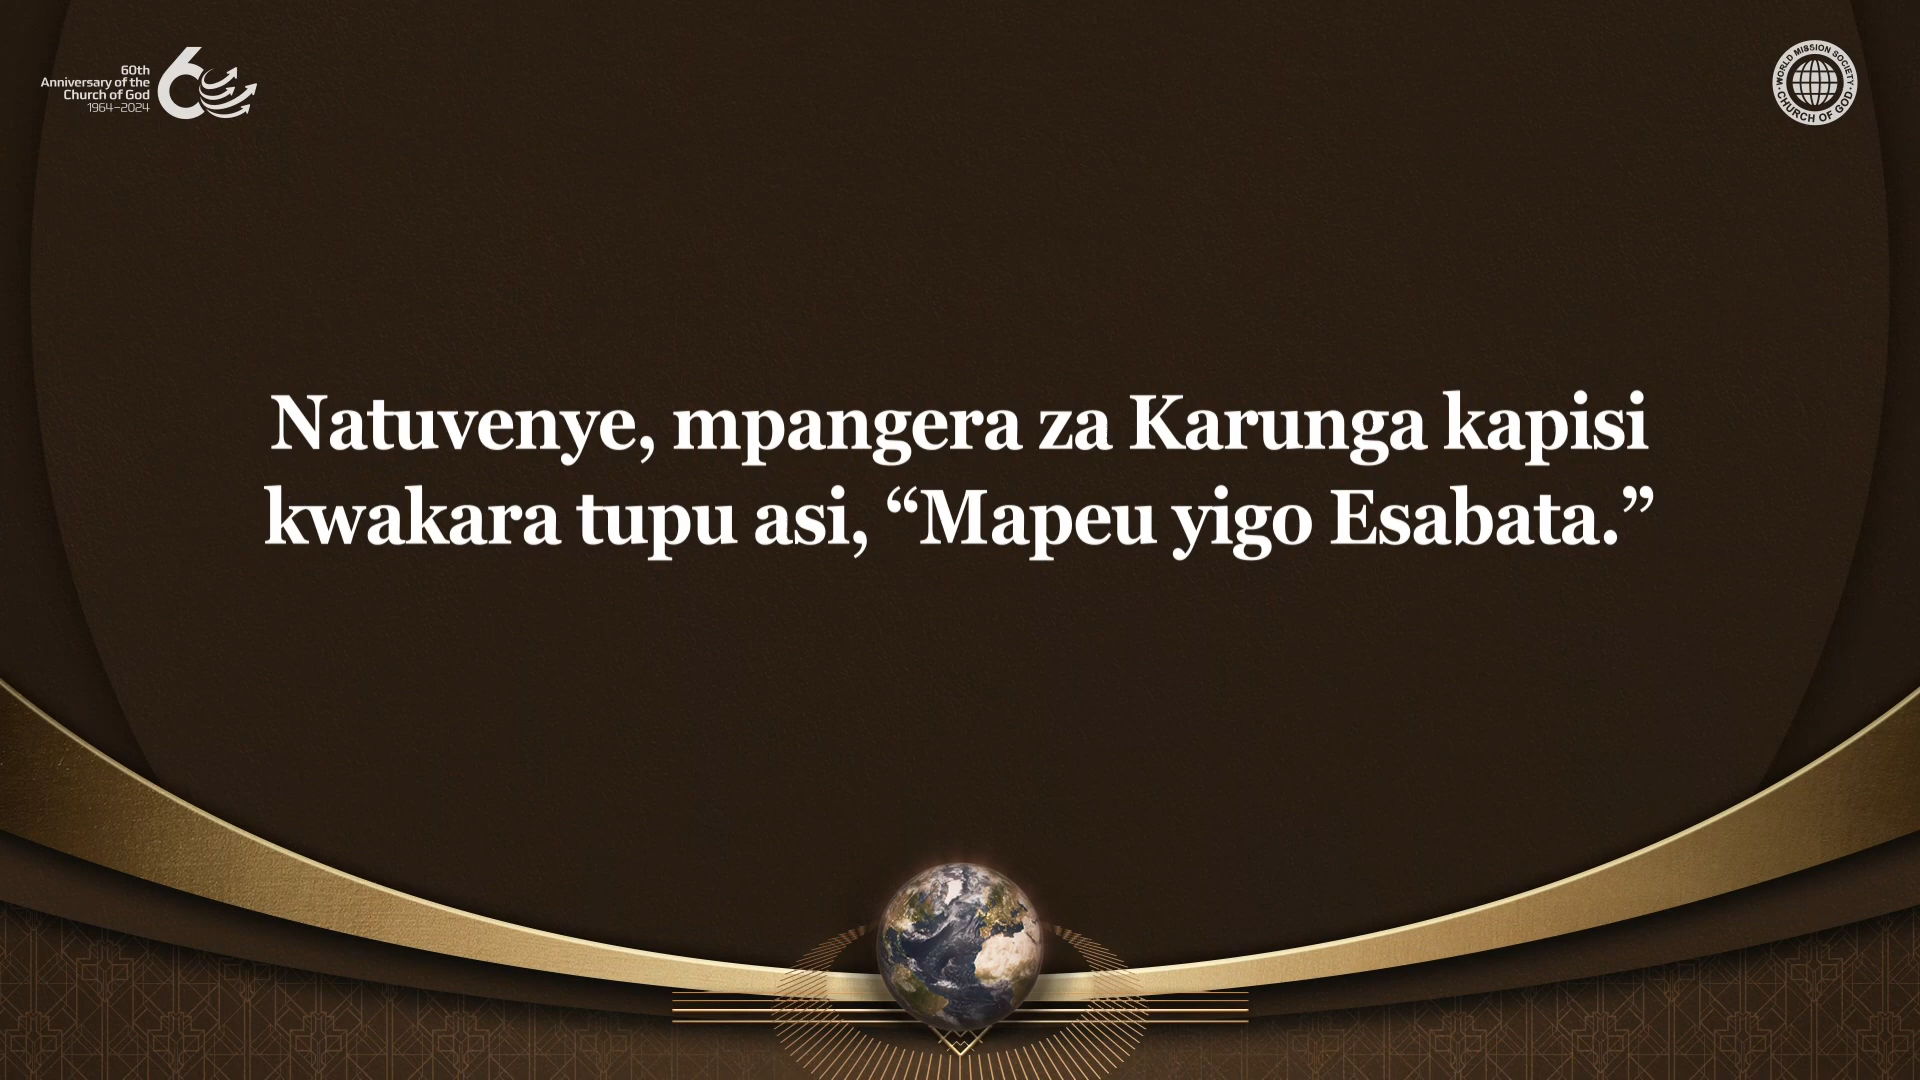 60th
Anniversary of the
Church of God
1964–2024
60
WORLD MISSION SOCIETY
CHURCH OF GOD
Natuvenye, mpangera za Karunga kapisi
kwakara tupu asi, “Mapeu yigo Esabata.”